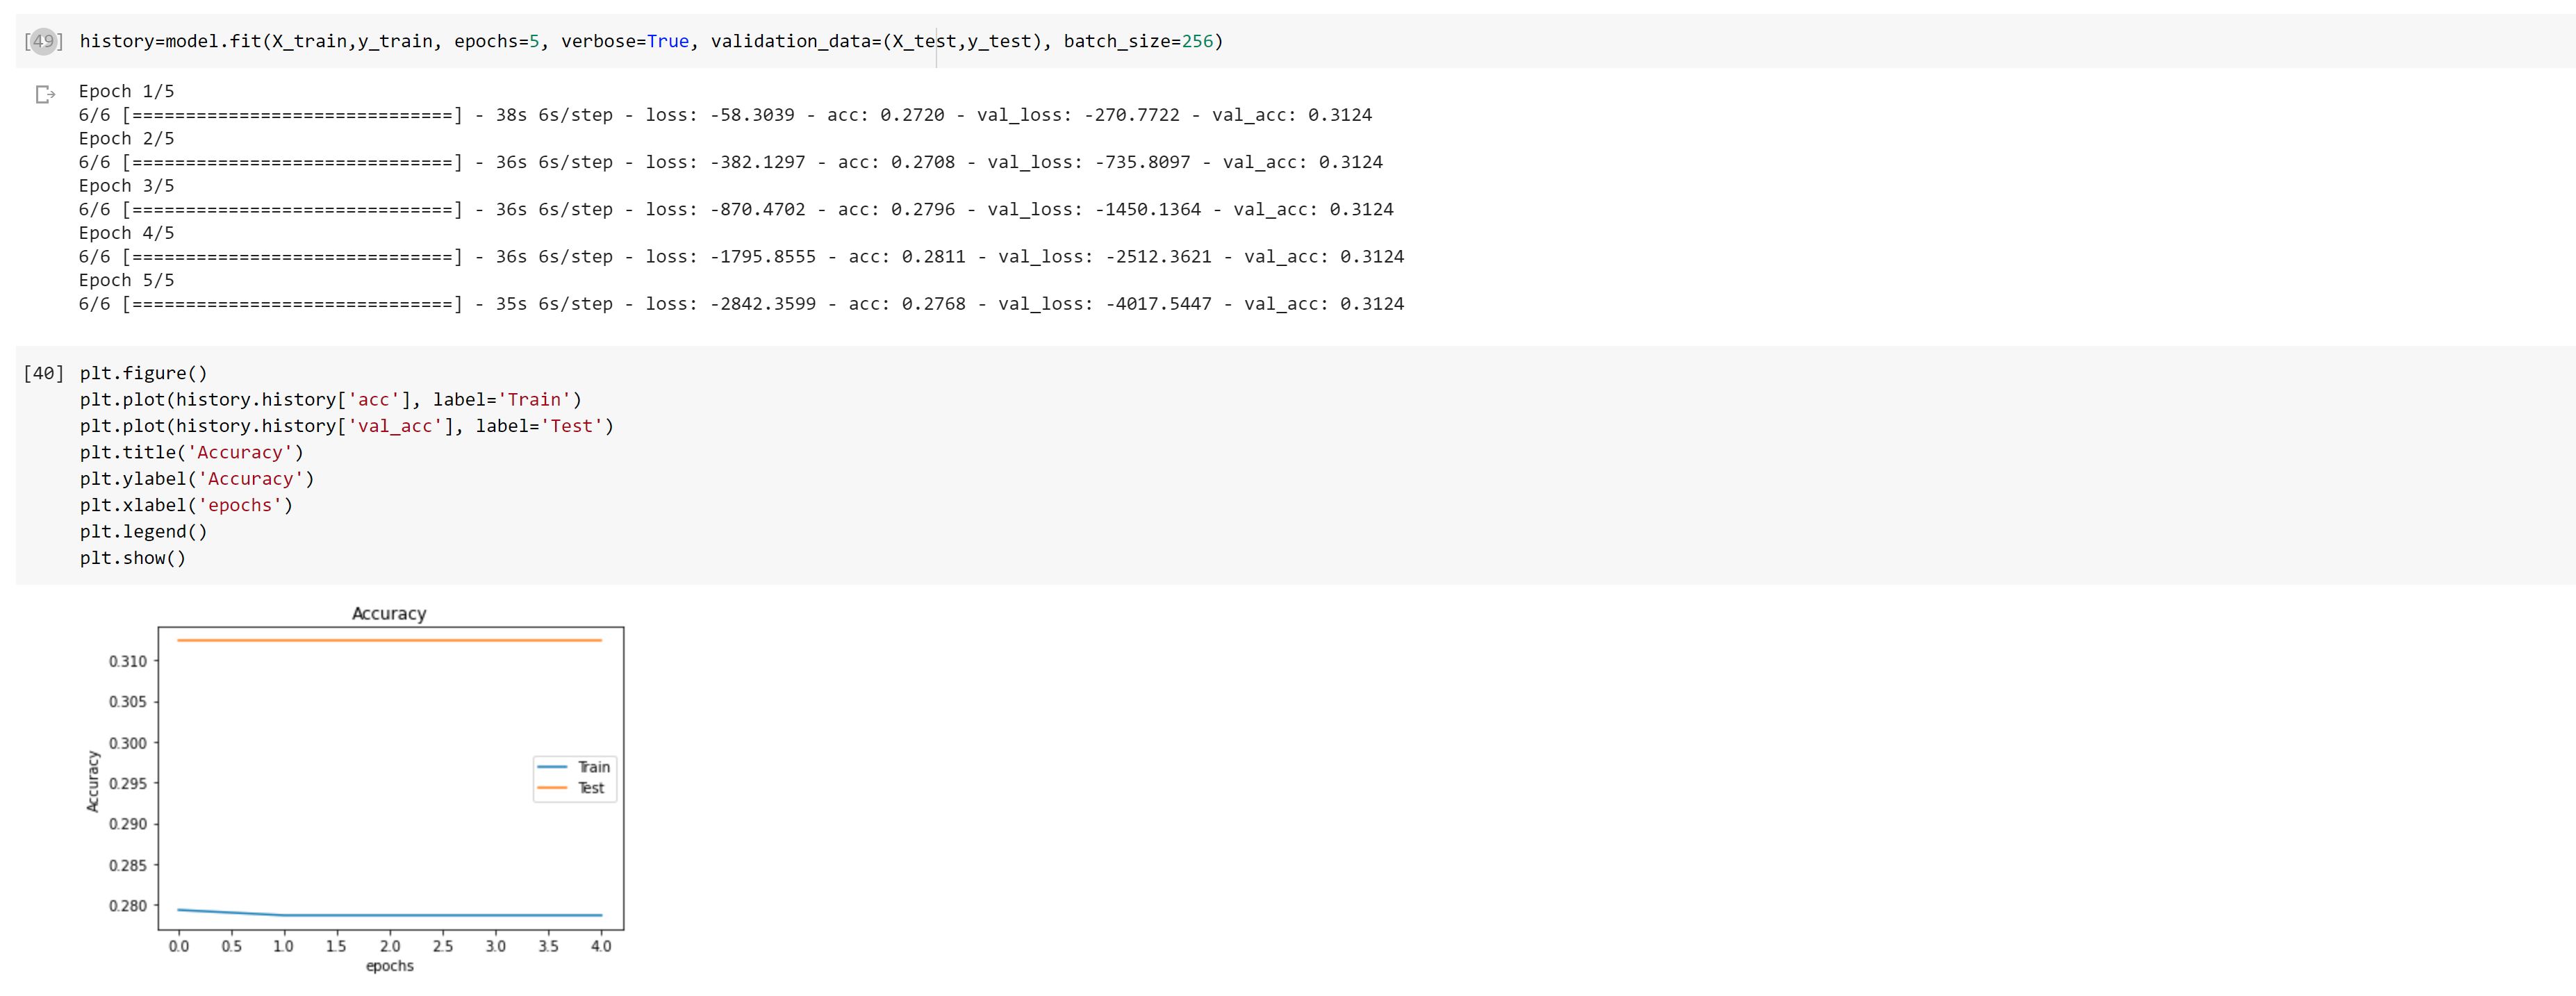 [49] history=model.fit(X_train,y_train, epochs=5, verbose=True, validation_data=(X_test,y_test), batch_size=256)
Epoch 1/5
6/6 [==============================] - 38s 6s/step - loss: -58.3039 - acc: 0.2720 - val_loss: -270.7722 - val_acc: 0.3124
Epoch 2/5
6/6 [==============================] - 36s 6s/step - loss: -382.1297 - acc: 0.2708 - val_loss: -735.8097 - val_acc: 0.3124
Epoch 3/5
6/6 [==============================] - 36s 6s/step - loss: -870.4702 - acc: 0.2796 - val_loss: -1450.1364 - val_acc: 0.3124
Epoch 4/5
6/6 [==============================] - 36s 6s/step - loss: -1795.8555 - acc: 0.2811 - val_loss: -2512.3621 - val_acc: 0.3124
Epoch 5/5
6/6 [==============================] - 35s 6s/step - loss: -2842.3599 - acc: 0.2768 - val_loss: -4017.5447 - val_acc: 0.3124
[40] plt.figure()
plt.plot(history.history['acc'], label='Train')
plt.plot(history.history['val_acc'], label='Test')
plt.title('Accuracy')
plt.ylabel('Accuracy')
plt.xlabel('epochs')
plt.legend()
plt.show()
Accuracy
0.310
0.305
0.300
0.295
0.290
0.285
0.280
Accuracy
Train
Test
0.0 0.5 1.0 1.5 2.0 2.5 3.0 3.5 4.0
epochs